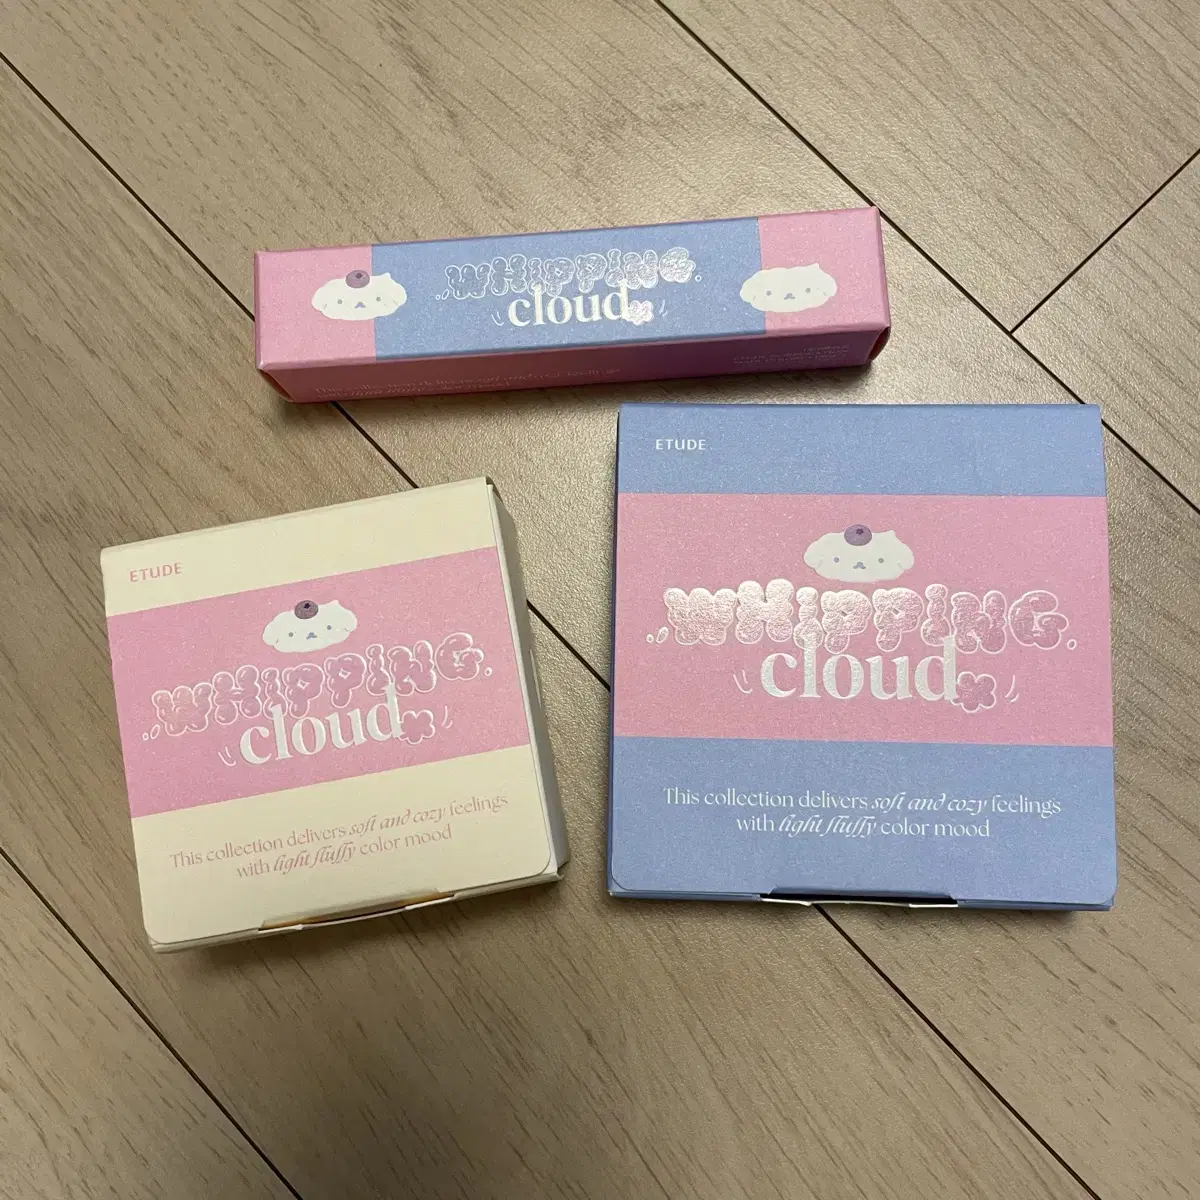 WHIPPING
cloud
ETUDE
WHIPPING
cloud
This collection delivers soft and cozy feelings
with light fluffy color mood
ETUDE
WHIPPING
cloud
This collection delivers soft and cozy feelings
with light fluffy color mood